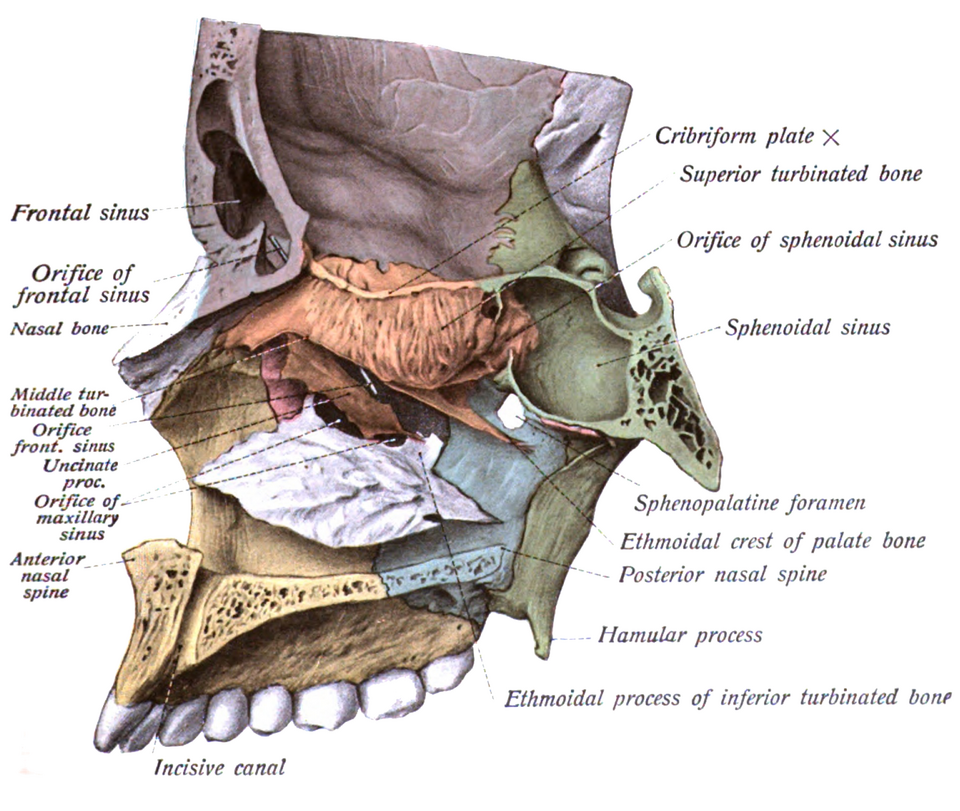 Cribriform plate ×
Superior turbinated bone
Frontal sinus
Orifice of sphenoidal sinus
Orifice of
frontal sinus
Nasal bone
Sphenoidal sinus
Middle tur-
binated bone
Orifice
front. sinus
Uncinate
proc.
Orifice of
maxillary
sinus
Sphenopalatine foramen
Ethmoidal crest of palate bone
Anterior
nasal
spine
Posterior nasal spine
Hamular process
Ethmoidal process of inferior turbinated bone
Incisive canal